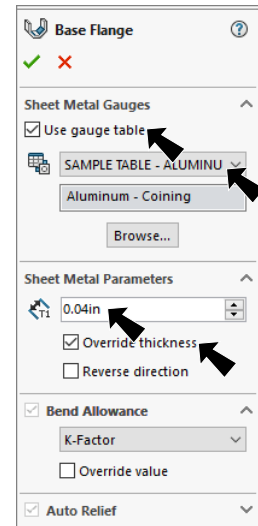 Base Flange
Sheet Metal Gauges
Use gauge table
SAMPLE TABLE - ALUMINU
Aluminum - Coining
Browse...
Sheet Metal Parameters
T1 0.04in
Override thickness
Reverse direction
Bend Allowance
K-Factor
Override value
Auto Relief